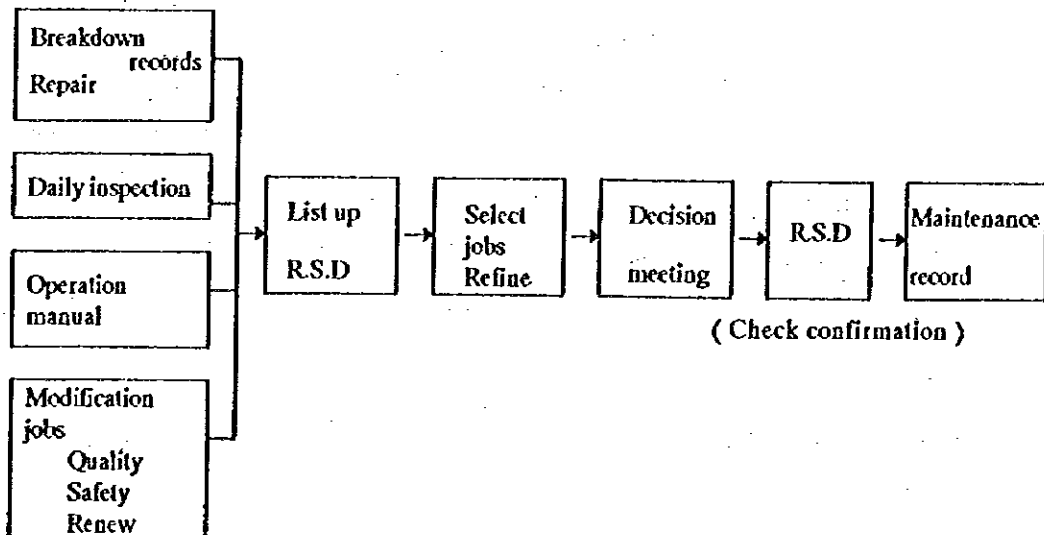 Breakdown
records
Repair
Daily inspection
Operation
manual
Modification
jobs
Quality
Safety
Renew
List up
R.S.D
Select
jobs
Refine
Decision
meeting
R.S.D
Maintenance
record
( Check confirmation )